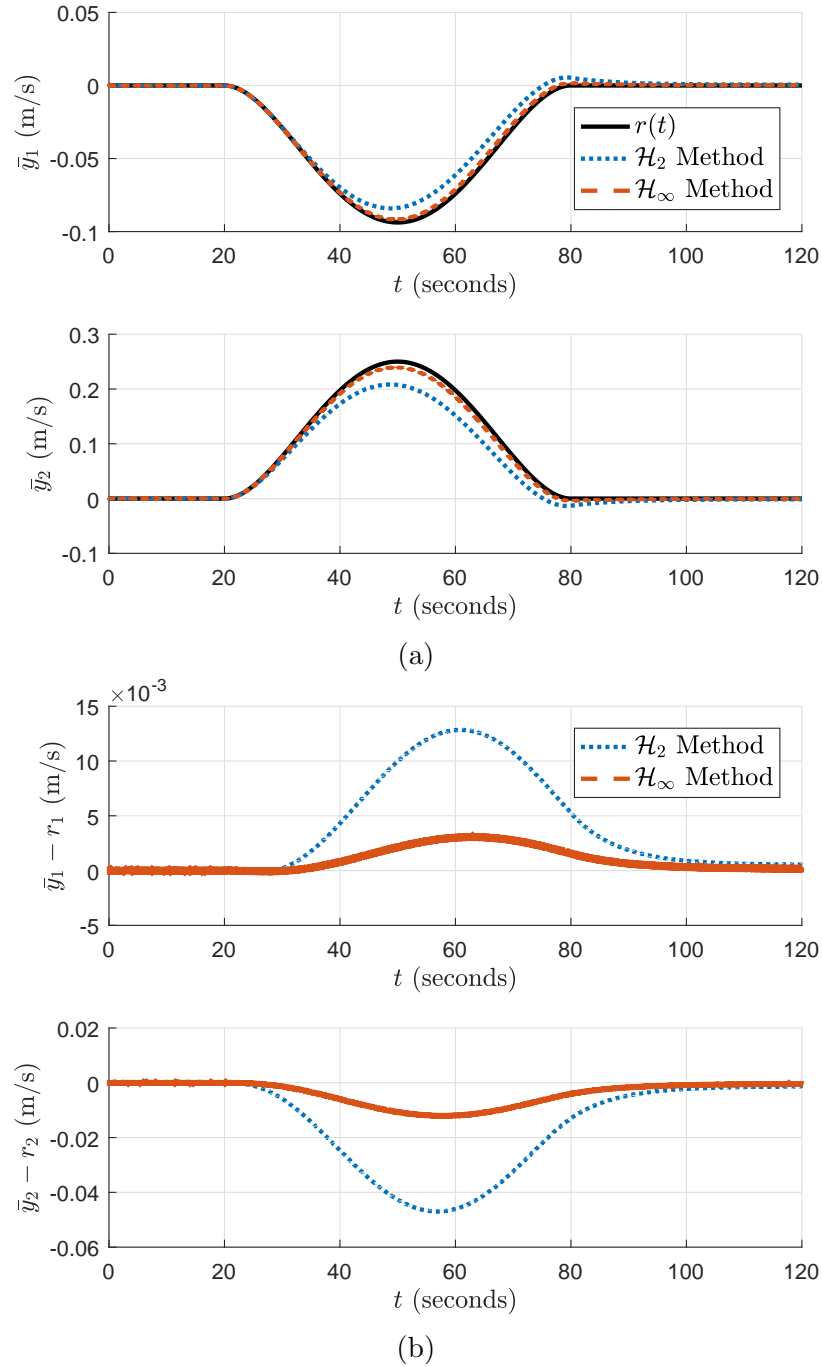 0.05
0
-0.05
-0.1
ȳ₁ (m/s)
r(t)
ℋ₂ Method
ℋ∞ Method
0 20 40 60 80 100 120
t (seconds)
0.3
0.2
0.1
0
-0.1
ȳ₂ (m/s)
0 20 40 60 80 100 120
t (seconds)
(a)
×10⁻³
15
10
5
0
-5
ȳ₁ − r₁ (m/s)
ℋ₂ Method
ℋ∞ Method
0 20 40 60 80 100 120
t (seconds)
0.02
0
-0.02
-0.04
-0.06
ȳ₂ − r₂ (m/s)
0 20 40 60 80 100 120
t (seconds)
(b)